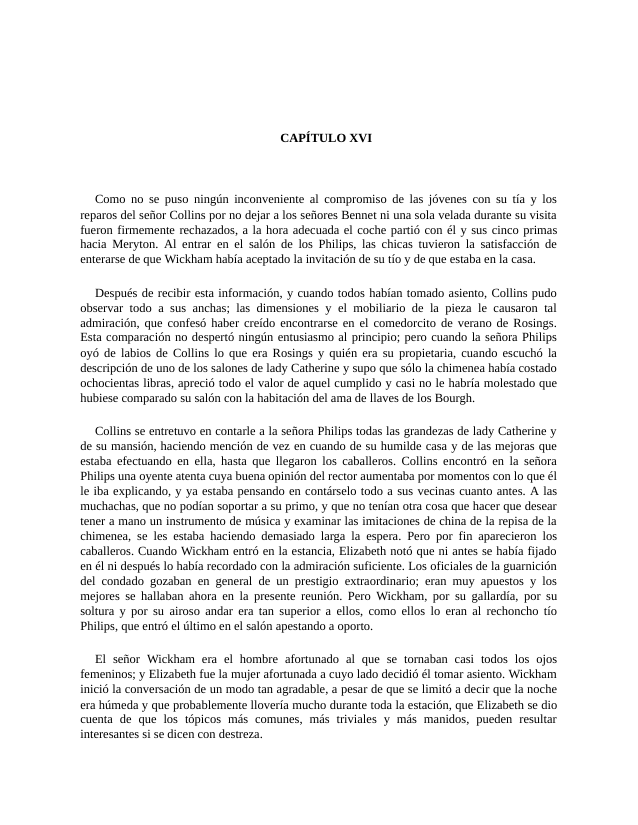 CAPÍTULO XVI
Como no se puso ningún inconveniente al compromiso de las jóvenes con su tía y los
reparos del señor Collins por no dejar a los señores Bennet ni una sola velada durante su visita
fueron firmemente rechazados, a la hora adecuada el coche partió con él y sus cinco primas
hacia Meryton. Al entrar en el salón de los Philips, las chicas tuvieron la satisfacción de
enterarse de que Wickham había aceptado la invitación de su tío y de que estaba en la casa.
Después de recibir esta información, y cuando todos habían tomado asiento, Collins pudo
observar todo a sus anchas; las dimensiones y el mobiliario de la pieza le causaron tal
admiración, que confesó haber creído encontrarse en el comedorcito de verano de Rosings.
Esta comparación no despertó ningún entusiasmo al principio; pero cuando la señora Philips
oyó de labios de Collins lo que era Rosings y quién era su propietaria, cuando escuchó la
descripción de uno de los salones de lady Catherine y supo que sólo la chimenea había costado
ochocientas libras, apreció todo el valor de aquel cumplido y casi no le habría molestado que
hubiese comparado su salón con la habitación del ama de llaves de los Bourgh.
Collins se entretuvo en contarle a la señora Philips todas las grandezas de lady Catherine y
de su mansión, haciendo mención de vez en cuando de su humilde casa y de las mejoras que
estaba efectuando en ella, hasta que llegaron los caballeros. Collins encontró en la señora
Philips una oyente atenta cuya buena opinión del rector aumentaba por momentos con lo que él
le iba explicando, y ya estaba pensando en contárselo todo a sus vecinas cuanto antes. A las
muchachas, que no podían soportar a su primo, y que no tenían otra cosa que hacer que desear
tener a mano un instrumento de música y examinar las imitaciones de china de la repisa de la
chimenea, se les estaba haciendo demasiado larga la espera. Pero por fin aparecieron los
caballeros. Cuando Wickham entró en la estancia, Elizabeth notó que ni antes se había fijado
en él ni después lo había recordado con la admiración suficiente. Los oficiales de la guarnición
del condado gozaban en general de un prestigio extraordinario; eran muy apuestos y los
mejores se hallaban ahora en la presente reunión. Pero Wickham, por su gallardía, por su
soltura y por su airoso andar era tan superior a ellos, como ellos lo eran al rechoncho tío
Philips, que entró el último en el salón apestando a oporto.
El señor Wickham era el hombre afortunado al que se tornaban casi todos los ojos
femeninos; y Elizabeth fue la mujer afortunada a cuyo lado decidió él tomar asiento. Wickham
inició la conversación de un modo tan agradable, a pesar de que se limitó a decir que la noche
era húmeda y que probablemente llovería mucho durante toda la estación, que Elizabeth se dio
cuenta de que los tópicos más comunes, más triviales y más manidos, pueden resultar
interesantes si se dicen con destreza.